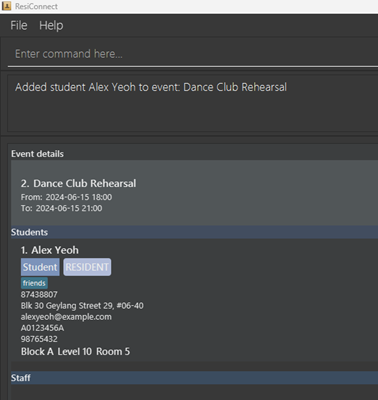 ResiConnect
File Help
Enter command here...
Added student Alex Yeoh to event: Dance Club Rehearsal
Event details
2. Dance Club Rehearsal
From: 2024-06-15 18:00
To: 2024-06-15 21:00
Students
1. Alex Yeoh
Student RESIDENT
friends
87438807
Blk 30 Geylang Street 29, #06-40
alexyeoh@example.com
A0123456A
98765432
Block A Level 10 Room 5
Staff